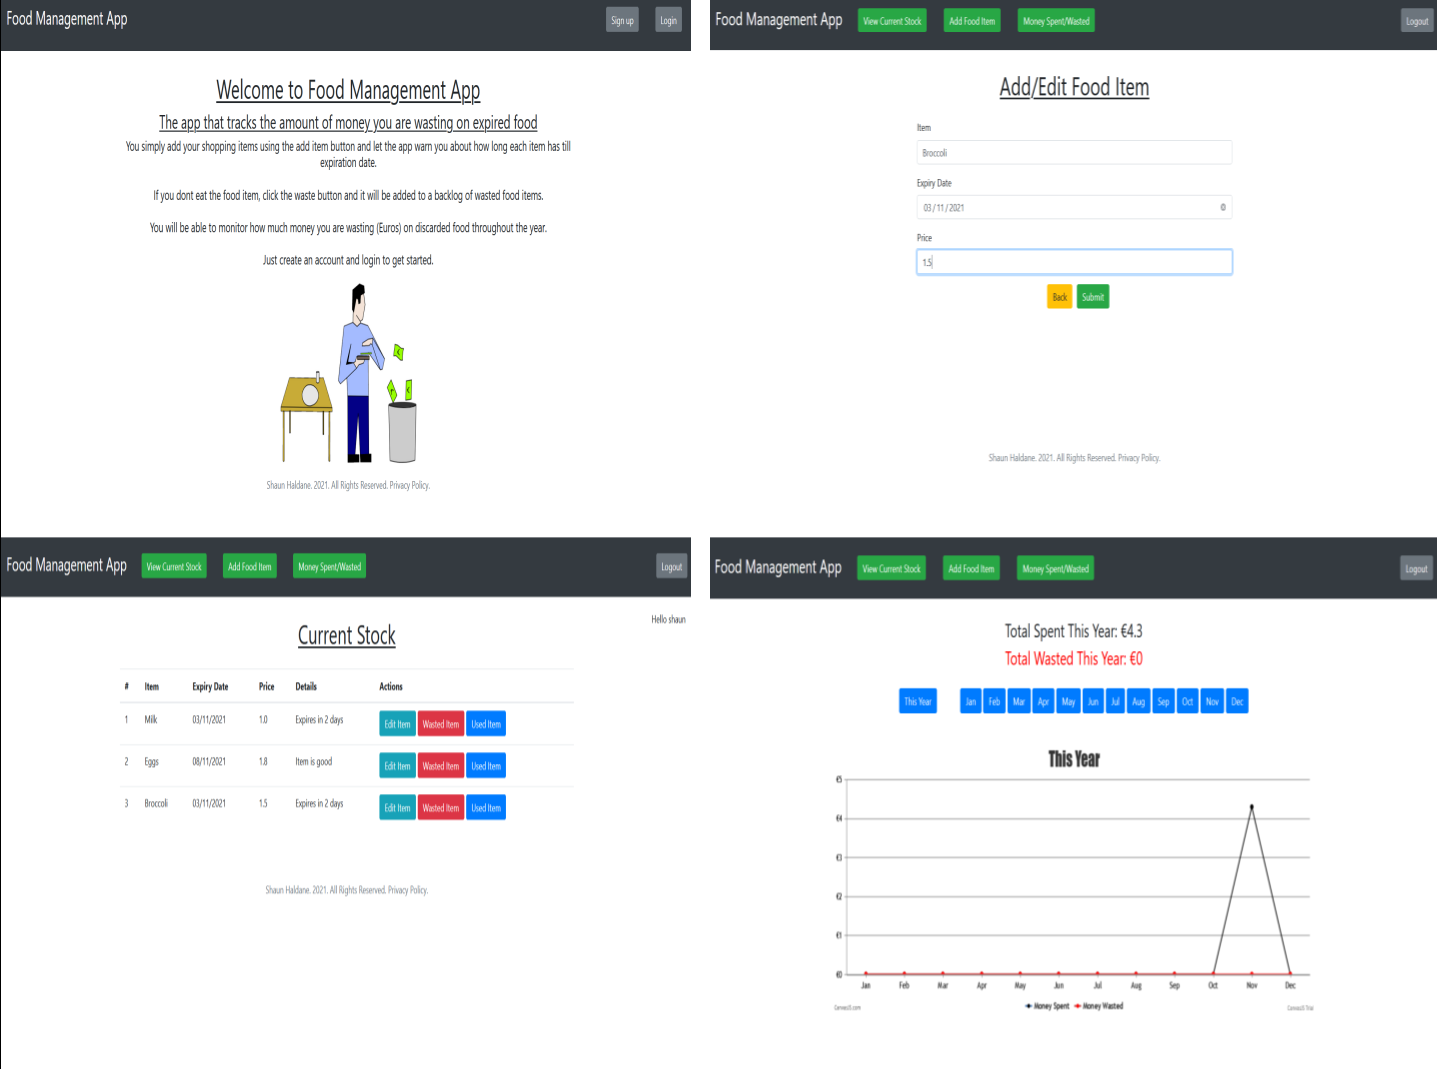 Food Management App
Sign up
Login
Welcome to Food Management App
The app that tracks the amount of money you are wasting on expired food
You simply add your shopping items using the add item button and let the app warn you about how long each item has till
expiration date.
If you dont eat the food item, click the waste button and it will be added to a backlog of wasted food items.
You will be able to monitor how much money you are wasting (Euros) on discarded food throughout the year.
Just create an account and login to get started.
Shaun Haldane. 2021. All Rights Reserved. Privacy Policy.
Food Management App
View Current Stock
Add Food Item
Money Spent/Wasted
Logout
Add/Edit Food Item
Item
Broccoli
Expiry Date
03/11/2021
Price
1.5
Back
Submit
Shaun Haldane. 2021. All Rights Reserved. Privacy Policy.
Food Management App
View Current Stock
Add Food Item
Money Spent/Wasted
Logout
Hello shaun
Current Stock
# Item Expiry Date Price Details Actions
1 Milk 03/11/2021 1.0 Expires in 2 days Edit Item Wasted Item Used Item
2 Eggs 08/11/2021 1.8 Item is good Edit Item Wasted Item Used Item
3 Broccoli 03/11/2021 1.5 Expires in 2 days Edit Item Wasted Item Used Item
Shaun Haldane. 2021. All Rights Reserved. Privacy Policy.
Food Management App
View Current Stock
Add Food Item
Money Spent/Wasted
Logout
Total Spent This Year: €4.3
Total Wasted This Year: €0
This Year Jan Feb Mar Apr May Jun Jul Aug Sep Oct Nov Dec
This Year
€5
€4
€3
€2
€1
€0
Jan Feb Mar Apr May Jun Jul Aug Sep Oct Nov Dec
Money Spent Money Wasted
CanvasJS.com
CanvasJS Trial